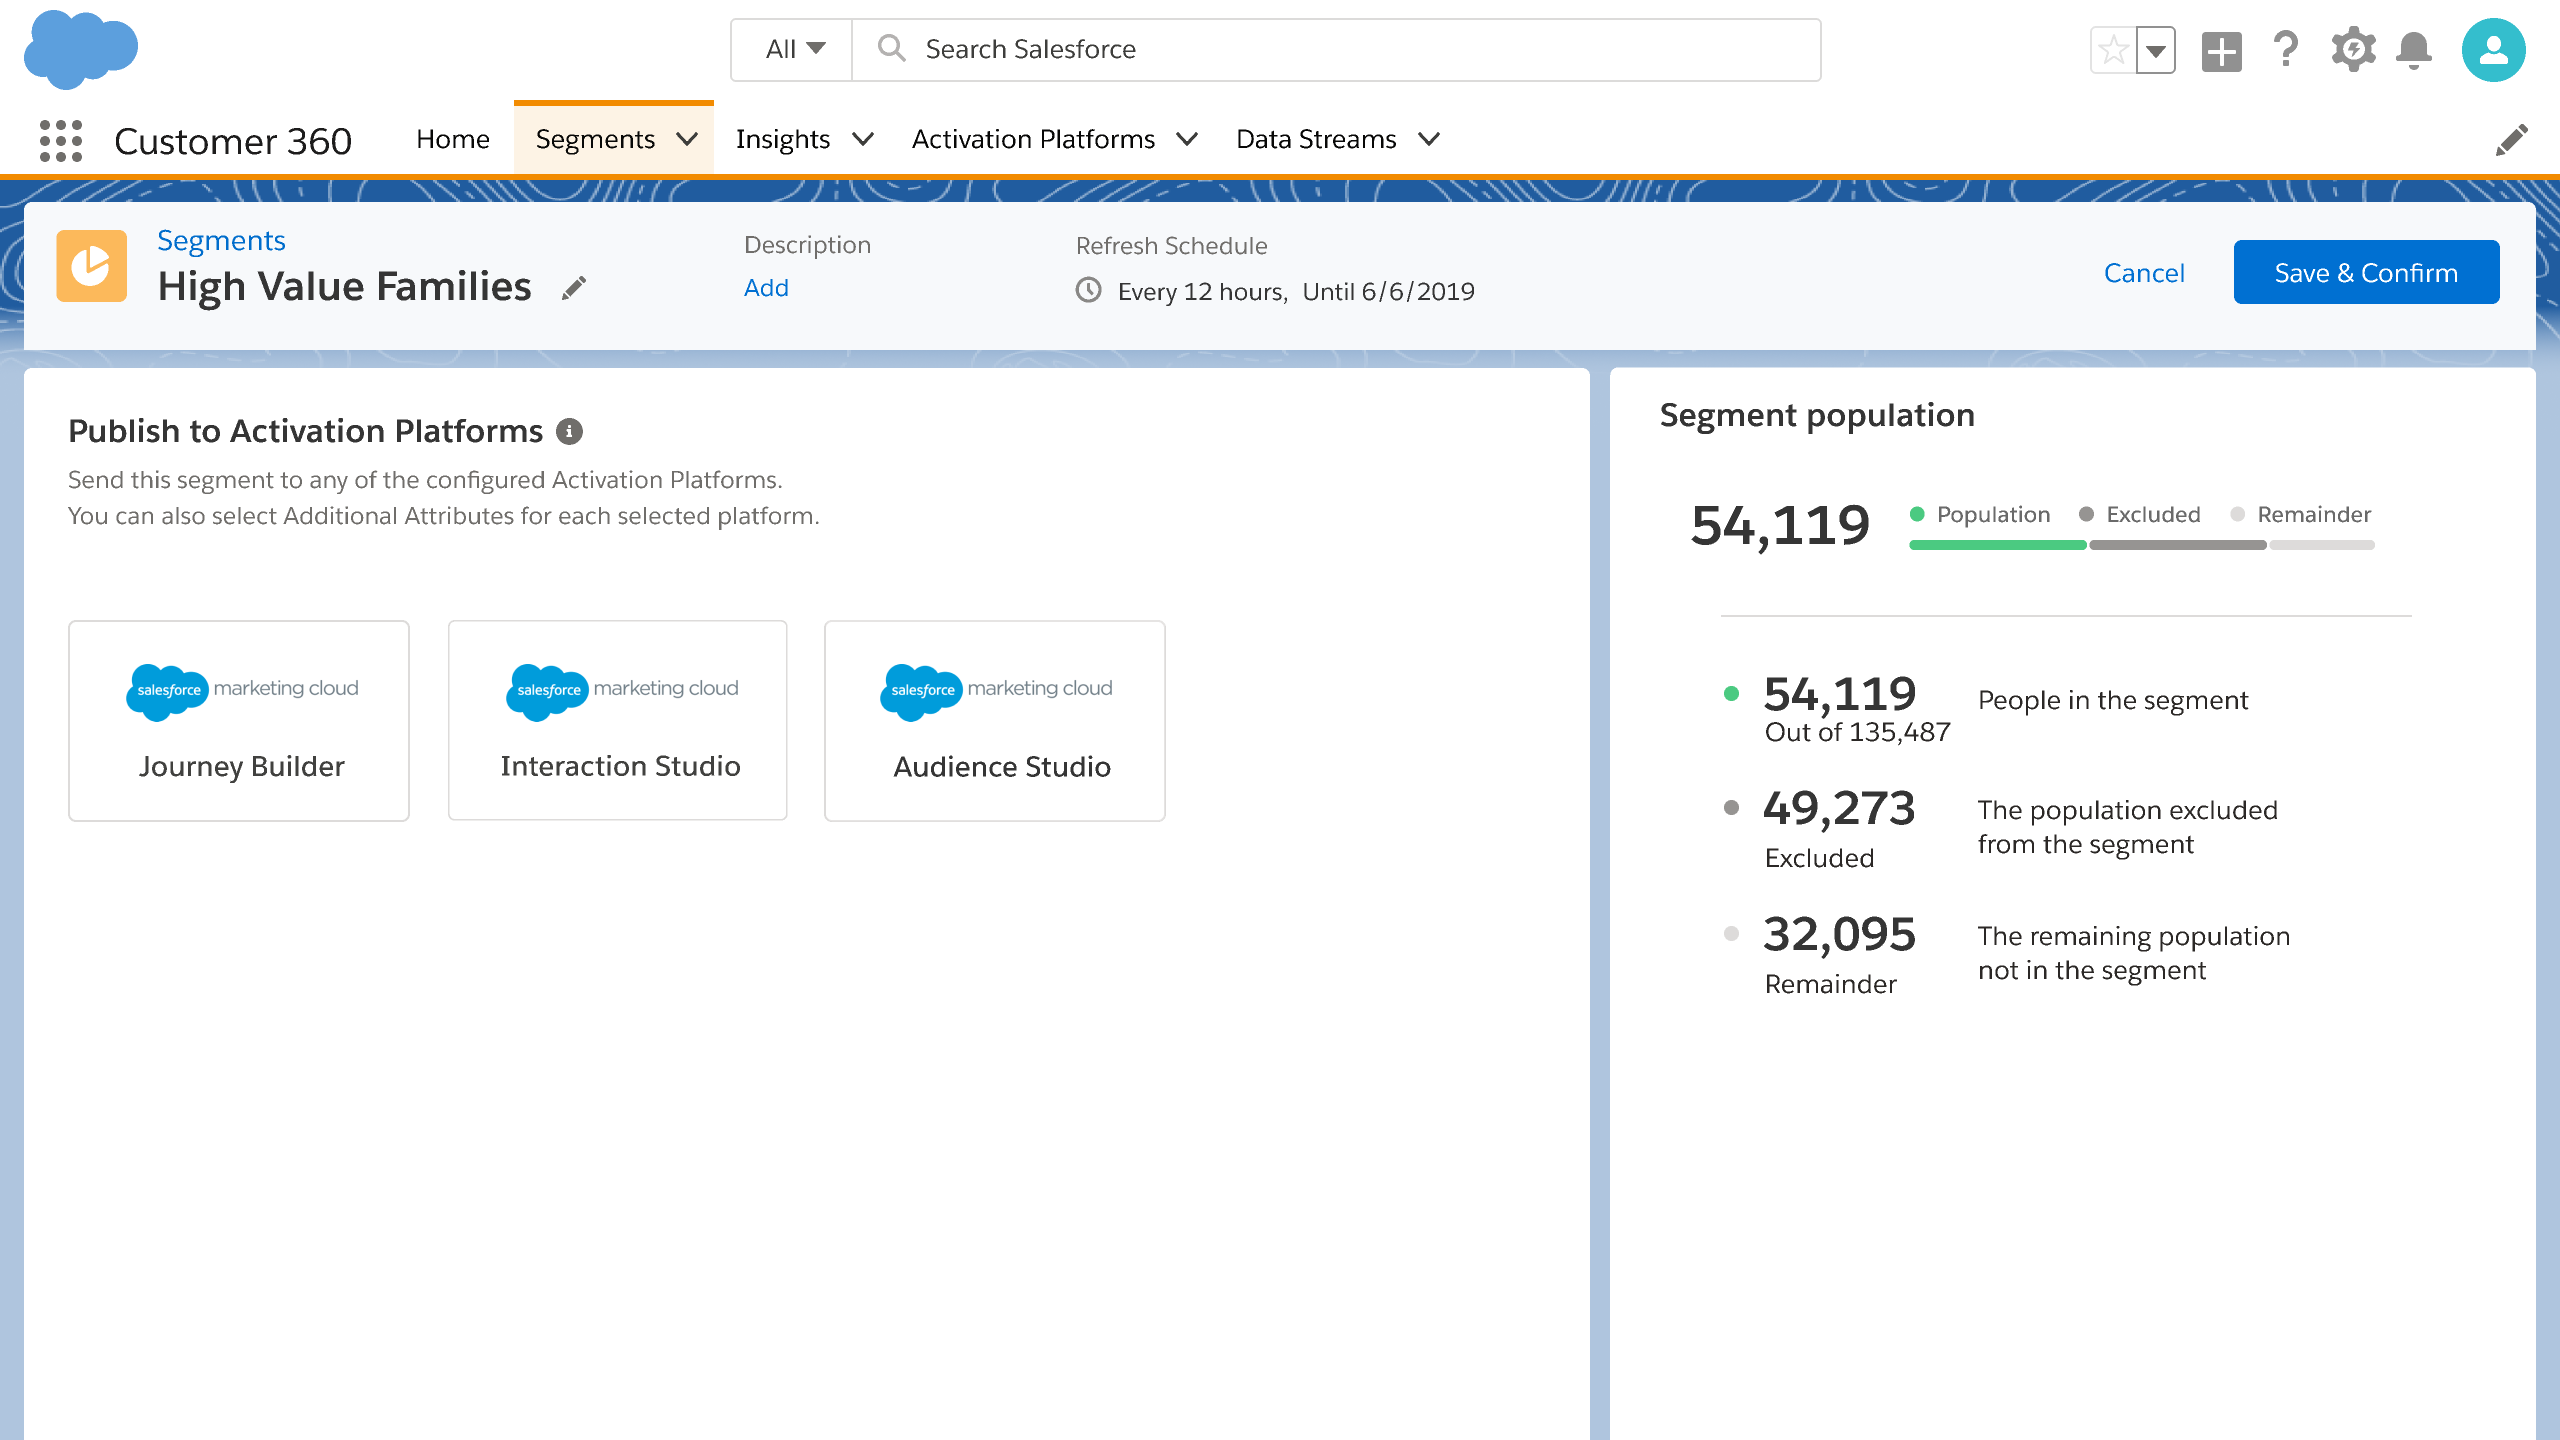 All
Search Salesforce
Customer 360
Home
Segments
Insights
Activation Platforms
Data Streams
Segments
High Value Families
Description
Add
Refresh Schedule
Every 12 hours, Until 6/6/2019
Cancel
Save & Confirm
Publish to Activation Platforms
Send this segment to any of the configured Activation Platforms.
You can also select Additional Attributes for each selected platform.
salesforce marketing cloud
Journey Builder
salesforce marketing cloud
Interaction Studio
salesforce marketing cloud
Audience Studio
Segment population
54,119
Population
Excluded
Remainder
54,119
Out of 135,487
People in the segment
49,273
Excluded
The population excluded
from the segment
32,095
Remainder
The remaining population
not in the segment